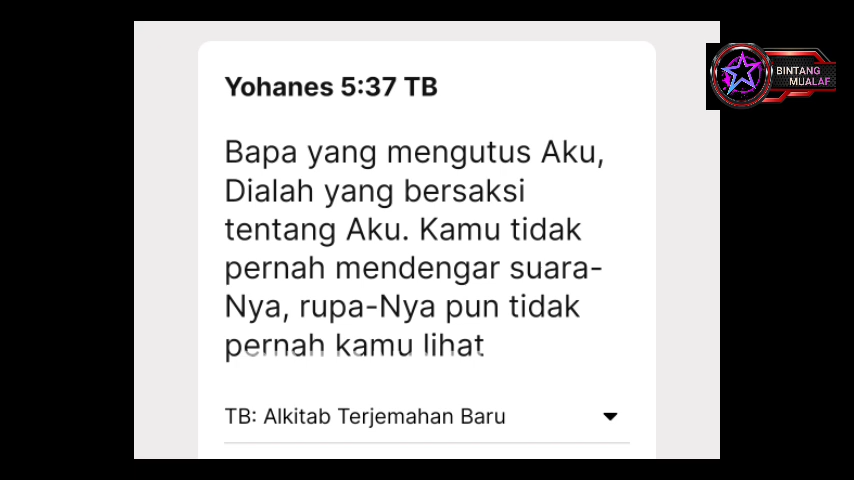 Yohanes 5:37 TB
Bapa yang mengutus Aku,
Dialah yang bersaksi
tentang Aku. Kamu tidak
pernah mendengar suara-
Nya, rupa-Nya pun tidak
pernah kamu lihat
TB: Alkitab Terjemahan Baru
BINTANG
MUALAF